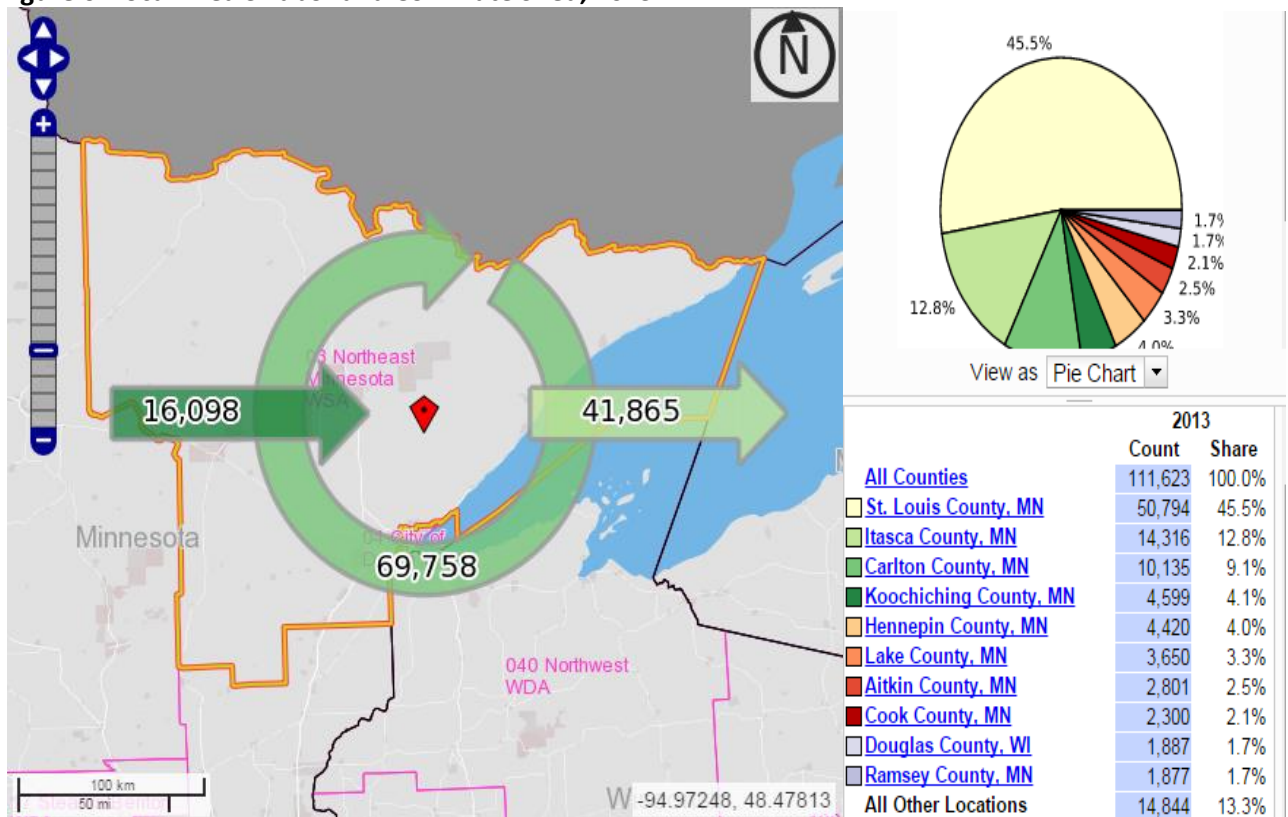 N
16,098
03 Northeast
Minnesota
WSA
41,865
Minnesota
04 City of
69,758
040 Northwest
WDA
100 km
50 mi
W
-94.97248, 48.47813
45.5%
12.8%
1.7%
1.7%
2.1%
2.5%
3.3%
4.0%
View as Pie Chart
2013
Count Share
All Counties 111,623 100.0%
St. Louis County, MN 50,794 45.5%
Itasca County, MN 14,316 12.8%
Carlton County, MN 10,135 9.1%
Koochiching County, MN 4,599 4.1%
Hennepin County, MN 4,420 4.0%
Lake County, MN 3,650 3.3%
Aitkin County, MN 2,801 2.5%
Cook County, MN 2,300 2.1%
Douglas County, WI 1,887 1.7%
Ramsey County, MN 1,877 1.7%
All Other Locations 14,844 13.3%